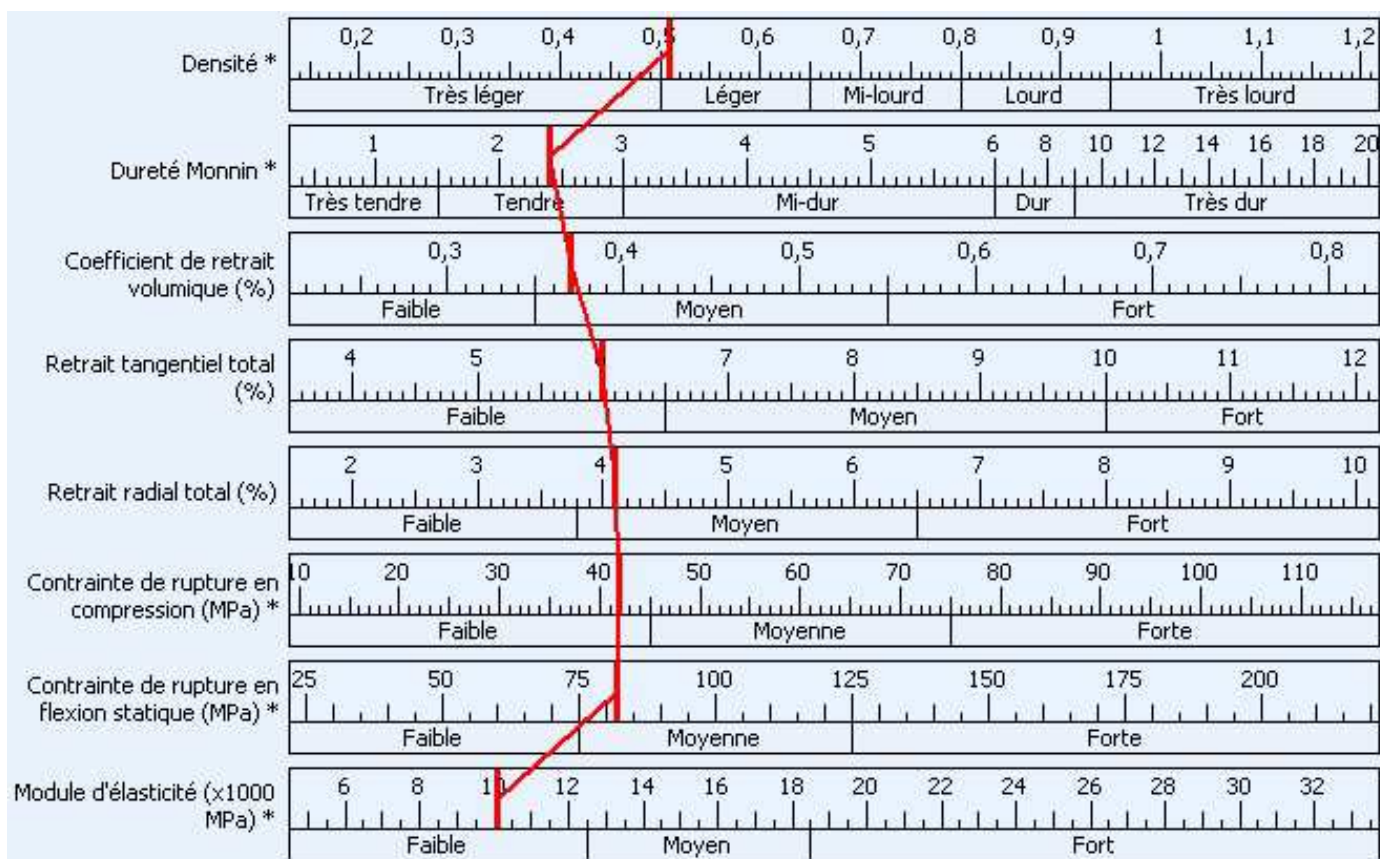 0,2 0,3 0,4 0,5 0,6 0,7 0,8 0,9 1 1,1 1,2
Densité *
Très léger Léger Mi-lourd Lourd Très lourd
1 2 3 4 5 6 8 10 12 14 16 18 20
Dureté Monnin *
Très tendre Tendre Mi-dur Dur Très dur
0,3 0,4 0,5 0,6 0,7 0,8
Coefficient de retrait
volumique (%)
Faible Moyen Fort
4 5 6 7 8 9 10 11 12
Retrait tangentiel total
(%)
Faible Moyen Fort
2 3 4 5 6 7 8 9 10
Retrait radial total (%)
Faible Moyen Fort
10 20 30 40 50 60 70 80 90 100 110
Contrainte de rupture en
compression (MPa) *
Faible Moyenne Forte
25 50 75 100 125 150 175 200
Contrainte de rupture en
flexion statique (MPa) *
Faible Moyenne Forte
6 8 10 12 14 16 18 20 22 24 26 28 30 32
Module d'élasticité (x1000
MPa) *
Faible Moyen Fort